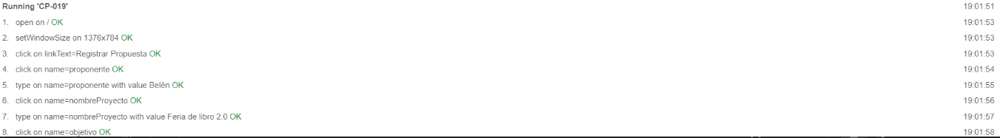 Running 'CP-019' 19:01:51
1. open on / OK 19:01:53
2. setWindowSize on 1376x784 OK 19:01:53
3. click on linkText=Registrar Propuesta OK 19:01:53
4. click on name=proponente OK 19:01:54
5. type on name=proponente with value Belén OK 19:01:55
6. click on name=nombreProyecto OK 19:01:56
7. type on name=nombreProyecto with value Feria de libro 2.0 OK 19:01:57
8. click on name=objetivo OK 19:01:58